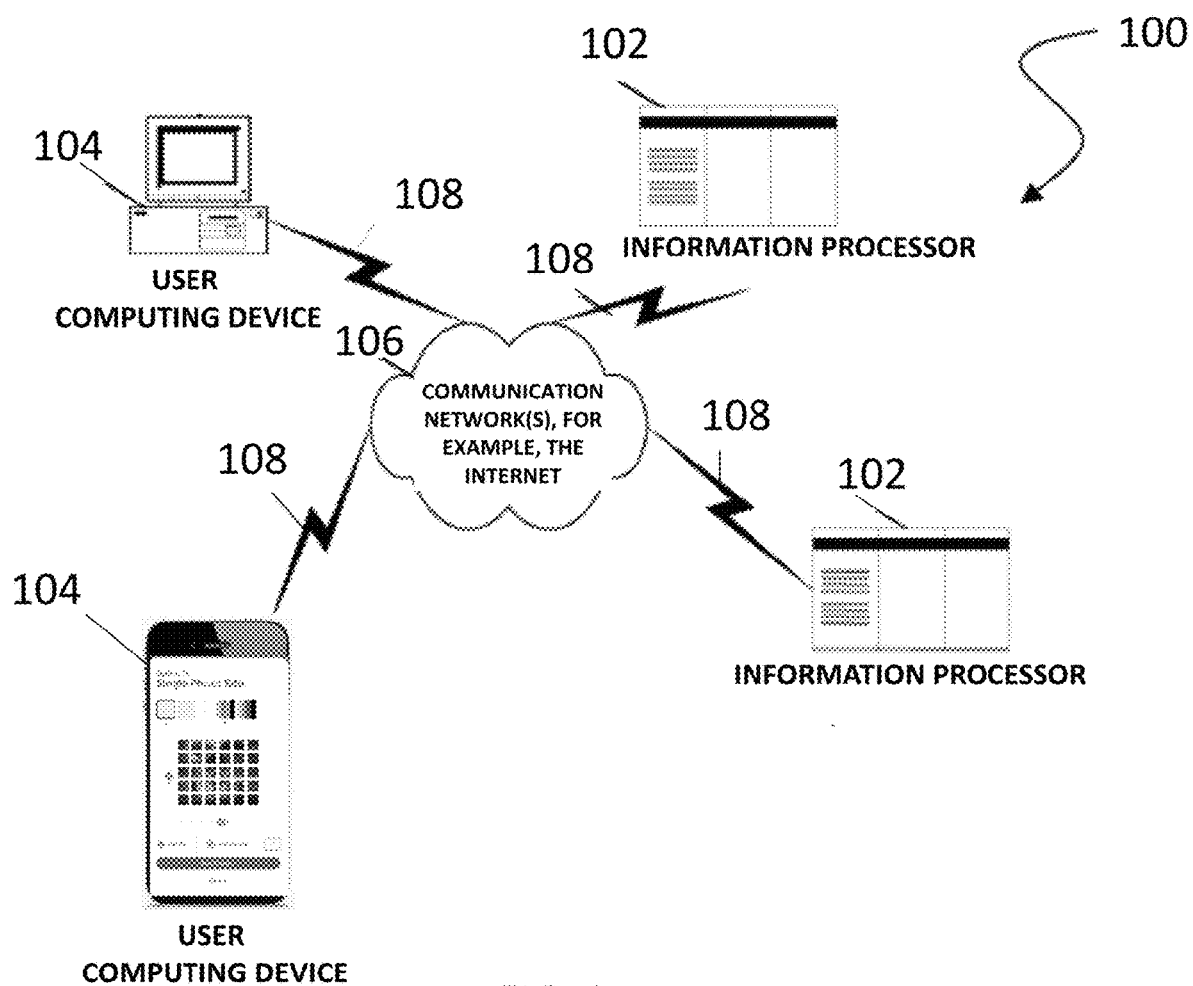 100
102
104
108
INFORMATION PROCESSOR
108
USER
COMPUTING DEVICE
106
COMMUNICATION
NETWORK(S), FOR
EXAMPLE, THE
INTERNET
108
108
102
104
INFORMATION PROCESSOR
USER
COMPUTING DEVICE